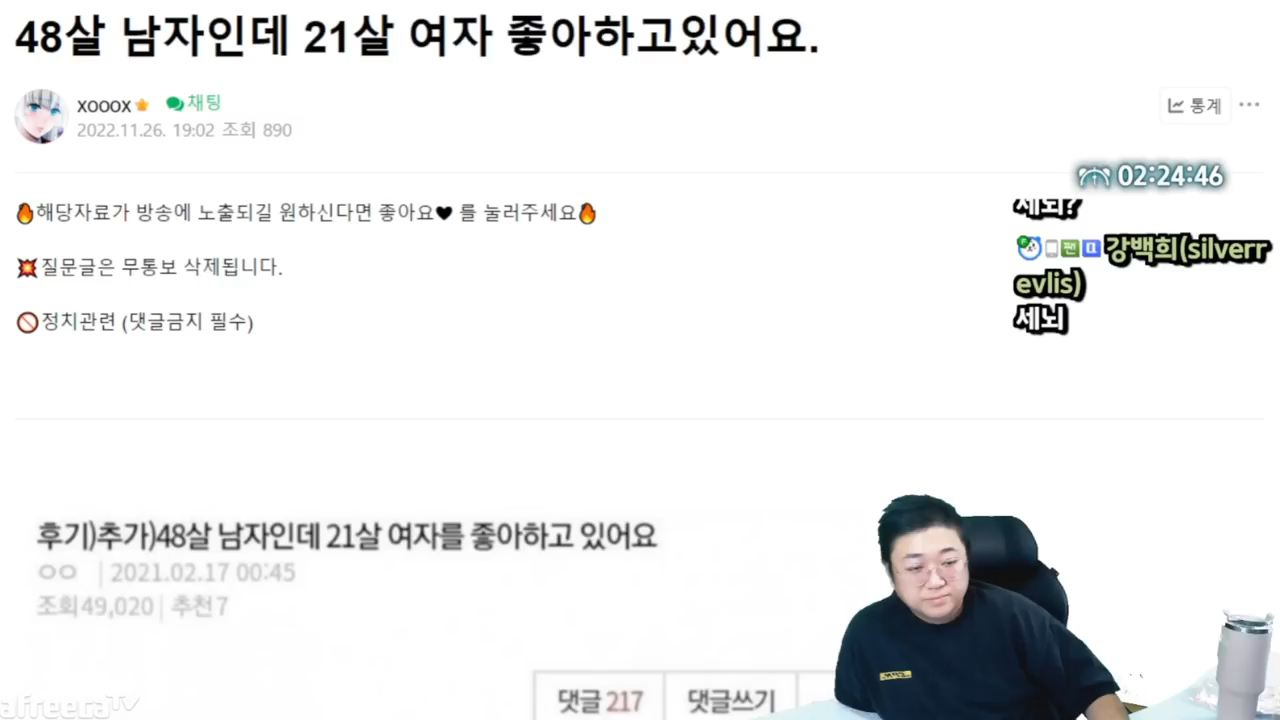 48살 남자인데 21살 여자 좋아하고있어요.
xooox 채팅
2022.11.26. 19:02 조회 890
통계
02:24:46
🔥해당자료가 방송에 노출되길 원하신다면 좋아요♥ 를 눌러주세요🔥
세뇌?
💥질문글은 무통보 삭제됩니다.
팬 강백희(silverr
evlis)
세뇌
🚫정치관련 (댓글금지 필수)
후기)추가)48살 남자인데 21살 여자를 좋아하고 있어요
ㅇㅇ | 2021.02.17 00:45
조회 49,020 | 추천 7
댓글 217 댓글쓰기
afreecaTV